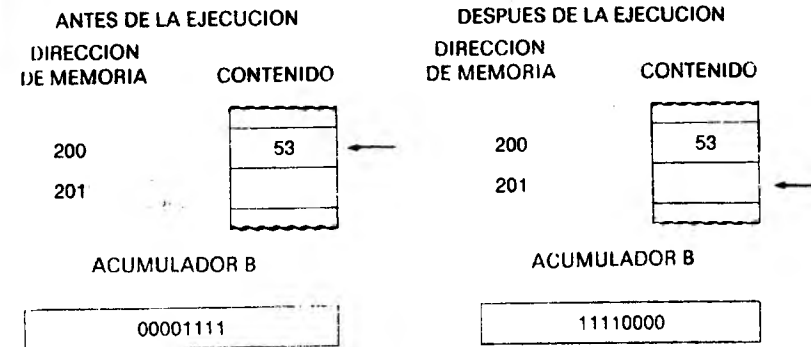 ANTES DE LA EJECUCION
DIRECCION
DE MEMORIA CONTENIDO
200 53
201
ACUMULADOR B
00001111
DESPUES DE LA EJECUCION
DIRECCION
DE MEMORIA CONTENIDO
200 53
201
ACUMULADOR B
11110000